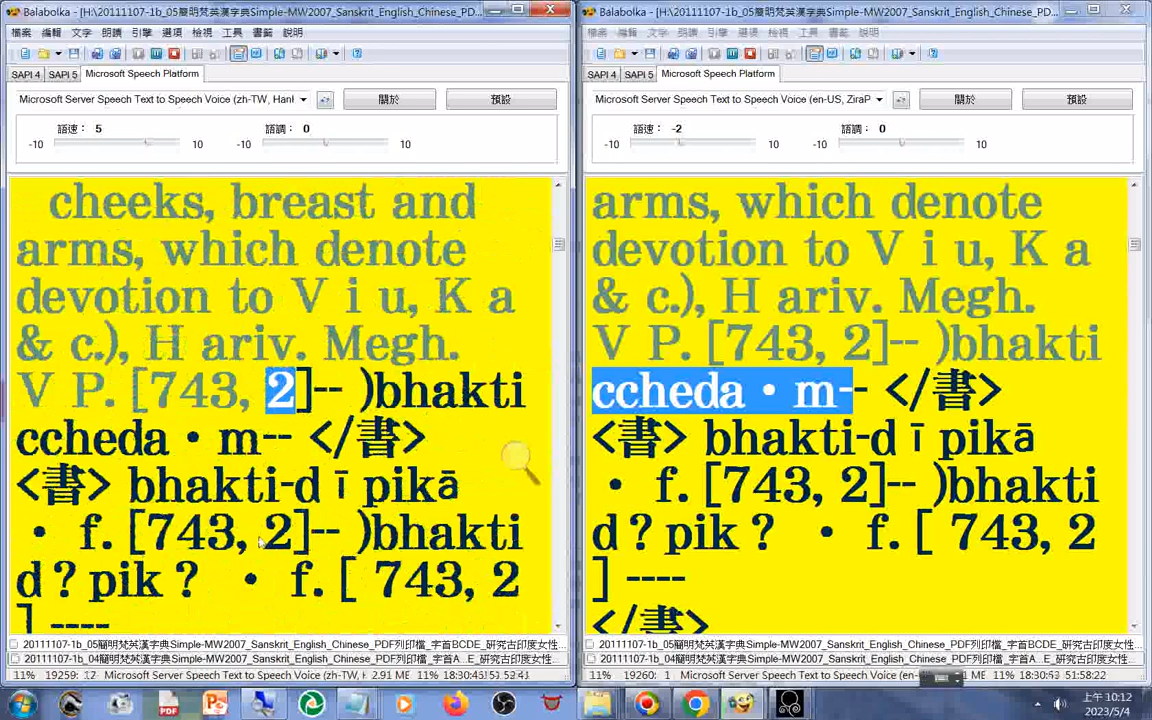 Balabolka - [H:\20111107-1b_05簡明梵英漢字典Simple-MW2007_Sanskrit_English_Chinese_PD...
檔案 編輯 文字 朗讀 引擎 選項 檢視 工具 書籤 說明
SAPI 4 SAPI 5 Microsoft Speech Platform
Microsoft Server Speech Text to Speech Voice (zh-TW, HanH
關於 預設
語速： 5 語調： 0
-10 10 -10 10
cheeks, breast and
arms, which denote
devotion to V i u, K a
& c.), H ariv. Megh.
V P. [743, 2]-- )bhakti
ccheda • m-- </書>
<書> bhakti-d ī pikā
• f. [743, 2]-- )bhakti
d？pik？ • f. [ 743, 2
] ----
20111107-1b_05簡明梵英漢字典Simple-MW2007_Sanskrit_English_Chinese_PDF列印檔_字首BCDE_研究古印度女性...
20111107-1b_04簡明梵英漢字典Simple-MW2007_Sanskrit_English_Chinese_PDF列印檔_字首A...E_研究古印度女性...
11% 19259: 12 Microsoft Server Speech Text to Speech Voice (zh-TW, H 2.91 MB 11% 18:30:45
Balabolka - [H:\20111107-1b_05簡明梵英漢字典Simple-MW2007_Sanskrit_English_Chinese_PD...
檔案 編輯 文字 朗讀 引擎 選項 檢視 工具 書籤 說明
SAPI 4 SAPI 5 Microsoft Speech Platform
Microsoft Server Speech Text to Speech Voice (en-US, ZiraP
關於 預設
語速： -2 語調： 0
-10 10 -10 10
arms, which denote
devotion to V i u, K a
& c.), H ariv. Megh.
V P. [743, 2]-- )bhakti
ccheda • m-- </書>
<書> bhakti-d ī pikā
• f. [743, 2]-- )bhakti
d？pik？ • f. [ 743, 2
] ----
</書>
20111107-1b_05簡明梵英漢字典Simple-MW2007_Sanskrit_English_Chinese_PDF列印檔_字首BCDE_研究古印度女性...
20111107-1b_04簡明梵英漢字典Simple-MW2007_Sanskrit_English_Chinese_PDF列印檔_字首A...E_研究古印度女性...
11% 19260: 1 Microsoft Server Speech Text to Speech Voice MB 11% 18:30:43 51:58:22
上午 10:12
2023/5/4